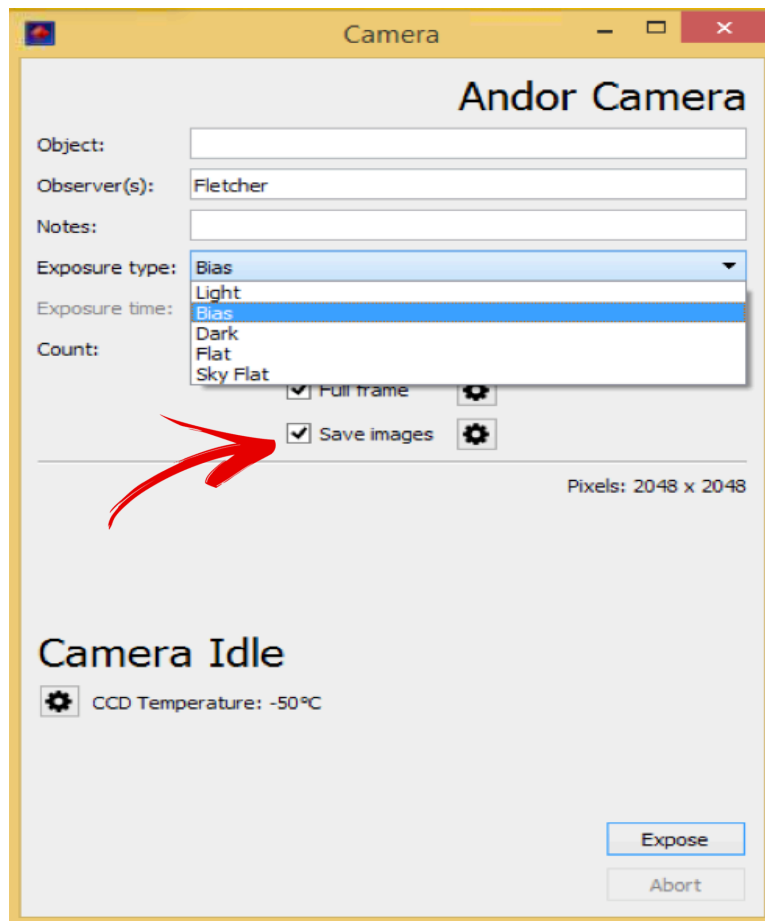 Camera
Andor Camera
Object:
Observer(s): Fletcher
Notes:
Exposure type: Bias
Light
Exposure time: Bias
Dark
Count: Flat
Sky Flat
Full frame
Save images
Pixels: 2048 x 2048
Camera Idle
CCD Temperature: -50°C
Expose
Abort